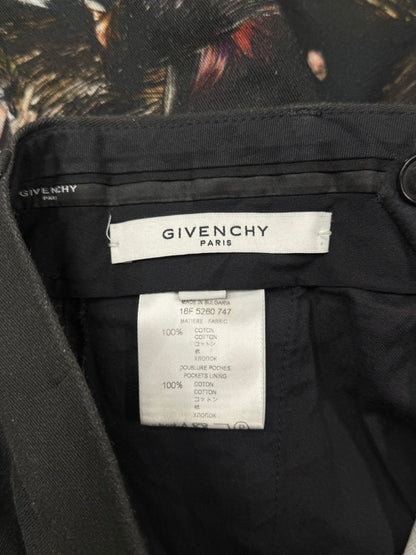 GIVENCHY
PARIS
GIVENCHY
PARIS
MADE IN BULGARIA
16F 5260 747
MATIERE - FABRIC
100% COTON
COTTON
コットン
棉
ХЛОПОК
DOUBLURE POCHES
POCKETS LINING
100% COTON
COTTON
コットン
棉
ХЛОПОК